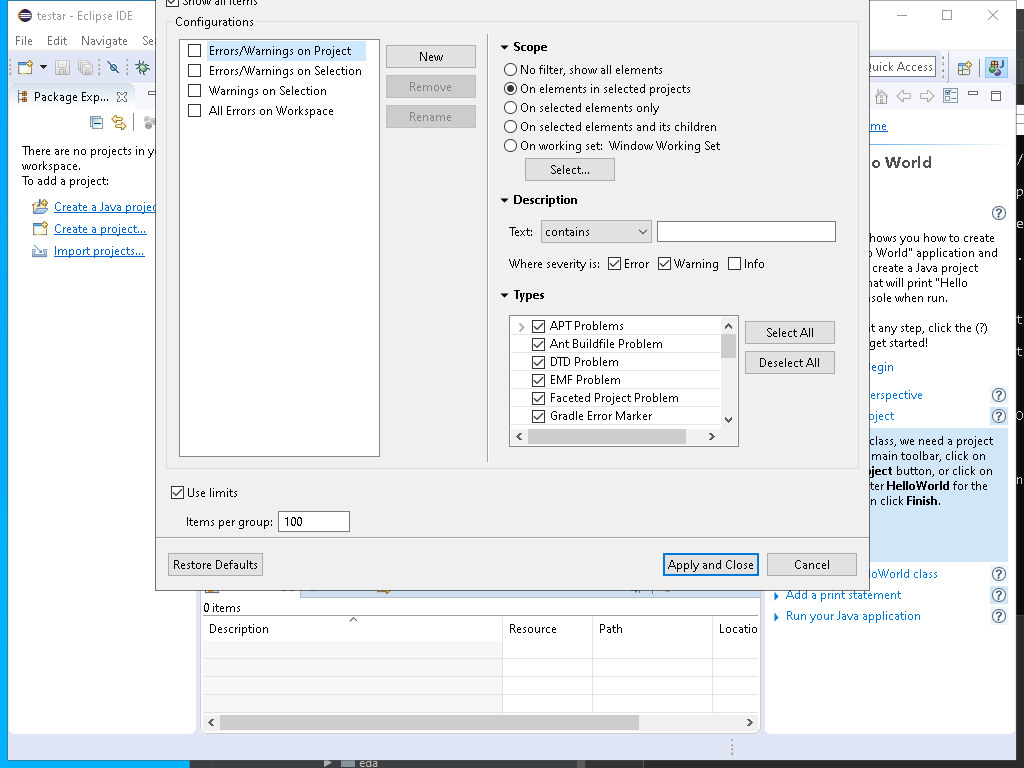 testar - Eclipse IDE
Show all items
File Edit Navigate Se
Quick Access
Package Exp...
There are no projects in y
workspace.
To add a project:
Create a Java projec
Create a project...
Import projects...
Configurations
Errors/Warnings on Project
Errors/Warnings on Selection
Warnings on Selection
All Errors on Workspace
New
Remove
Rename
Scope
No filter, show all elements
On elements in selected projects
On selected elements only
On selected elements and its children
On working set: Window Working Set
Select...
Description
Text: contains
Where severity is: Error Warning Info
Types
APT Problems
Ant Buildfile Problem
DTD Problem
EMF Problem
Faceted Project Problem
Gradle Error Marker
Select All
Deselect All
Use limits
Items per group: 100
Restore Defaults
Apply and Close
Cancel
me
o World
hows you how to create
o World" application and
create a Java project
hat will print "Hello
sole when run.
t any step, click the (?)
get started!
Begin
erspective
oject
class, we need a project
main toolbar, click on
ject button, or click on
ter HelloWorld for the
n click Finish.
loWorld class
Add a print statement
Run your Java application
0 items
Description Resource Path Locatio
eda